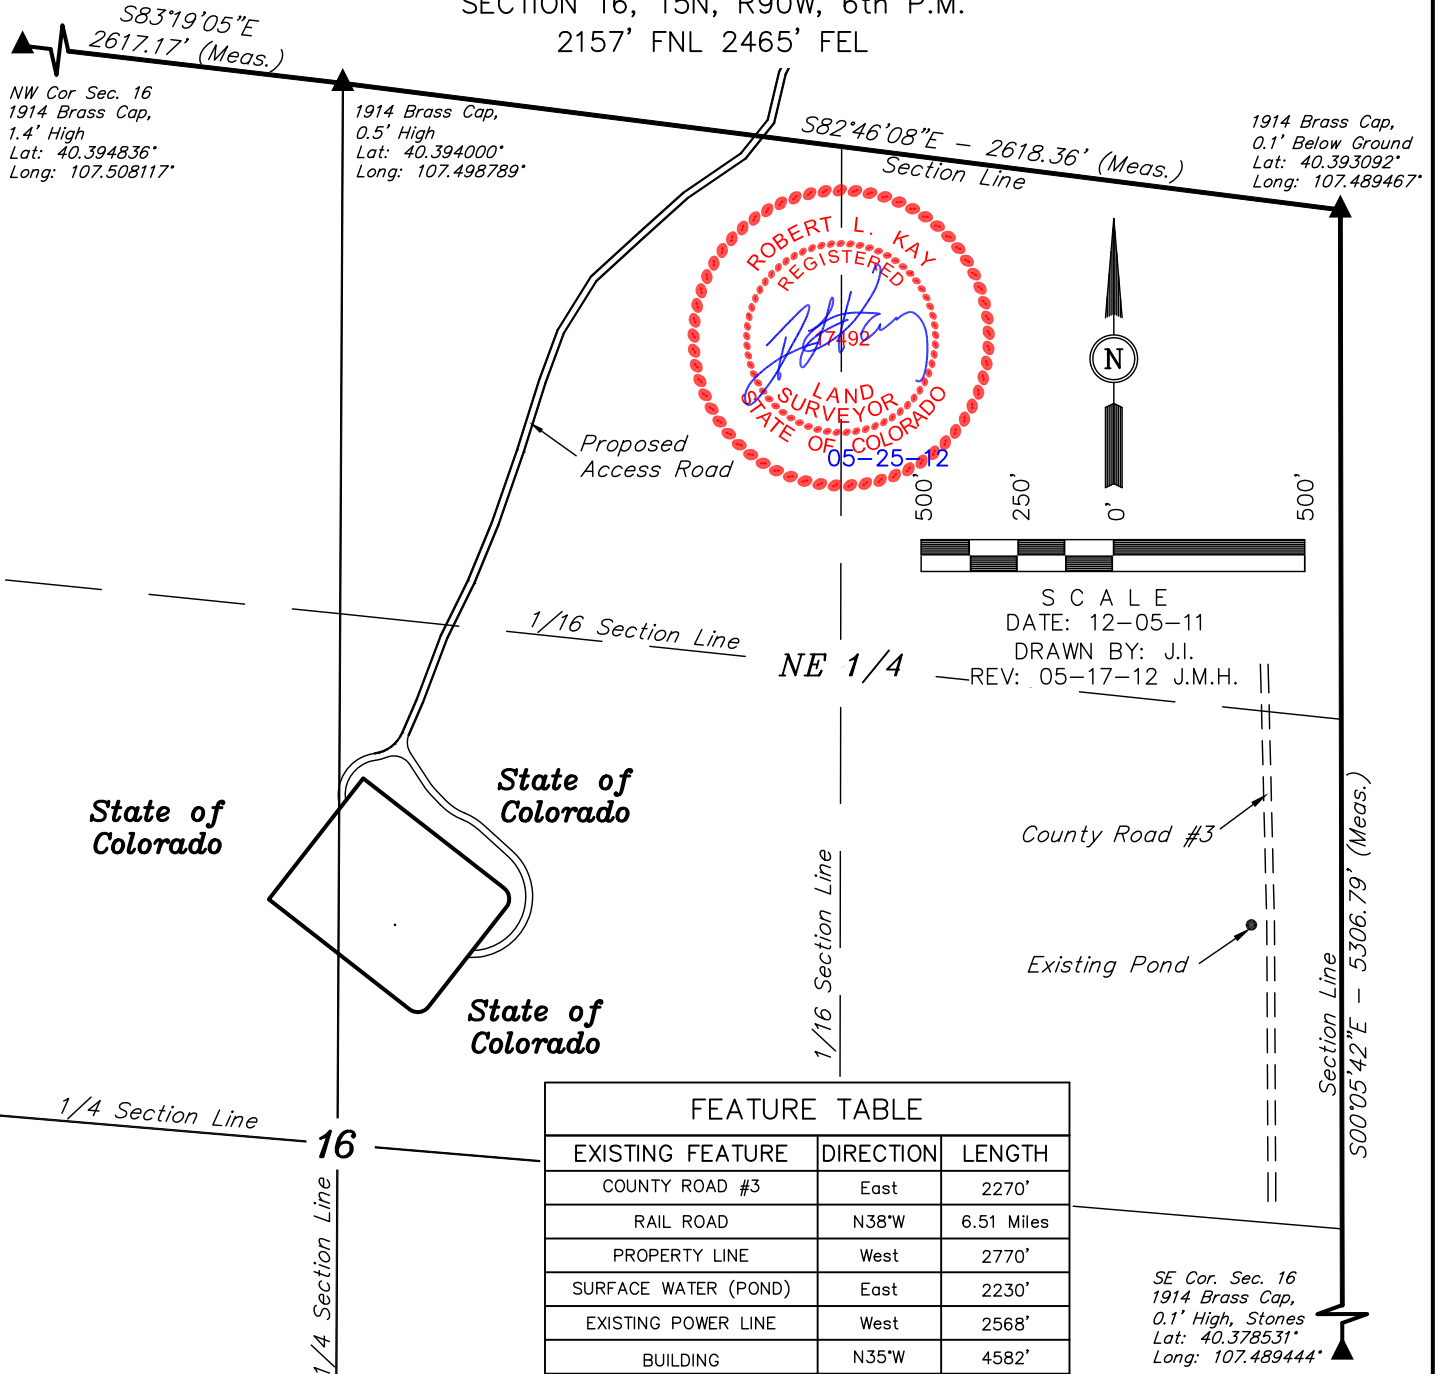 SECTION 16, T5N, R90W, 6th P.M.
2157' FNL 2465' FEL
S83°19'05"E
2617.17' (Meas.)
NW Cor Sec. 16
1914 Brass Cap,
1.4' High
Lat: 40.394836°
Long: 107.508117°
1914 Brass Cap,
0.5' High
Lat: 40.394000°
Long: 107.498789°
S82°46'08"E - 2618.36' (Meas.)
Section Line
1914 Brass Cap,
0.1' Below Ground
Lat: 40.393092°
Long: 107.489467°
ROBERT L. KAY
REGISTERED
17492
LAND
SURVEYOR
STATE OF COLORADO
05-25-12
N
Proposed
Access Road
500' 250' 0' 500'
SCALE
DATE: 12-05-11
DRAWN BY: J.I.
REV: 05-17-12 J.M.H.
1/16 Section Line
NE 1/4
State of
Colorado
State of
Colorado
County Road #3
Existing Pond
1/16 Section Line
Section Line
S00°05'42"E - 5306.79' (Meas.)
State of
Colorado
1/4 Section Line
16
1/4 Section Line
FEATURE TABLE
EXISTING FEATURE DIRECTION LENGTH
COUNTY ROAD #3 East 2270'
RAIL ROAD N38°W 6.51 Miles
PROPERTY LINE West 2770'
SURFACE WATER (POND) East 2230'
EXISTING POWER LINE West 2568'
BUILDING N35°W 4582'
SE Cor. Sec. 16
1914 Brass Cap,
0.1' High, Stones
Lat: 40.378531°
Long: 107.489444°